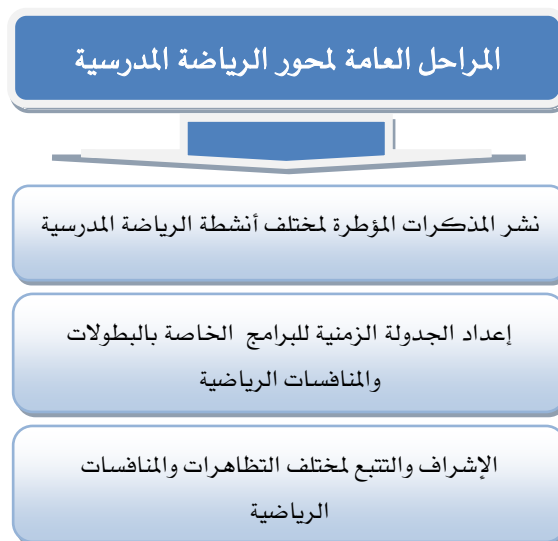 المراحل العامة لمحور الرياضة المدرسية
نشر المذكرات المؤطرة لمختلف أنشطة الرياضة المدرسية
إعداد الجدولة الزمنية للبرامج الخاصة بالبطولات
والمنافسات الرياضية
الإشراف والتتبع لمختلف التظاهرات والمنافسات
الرياضية